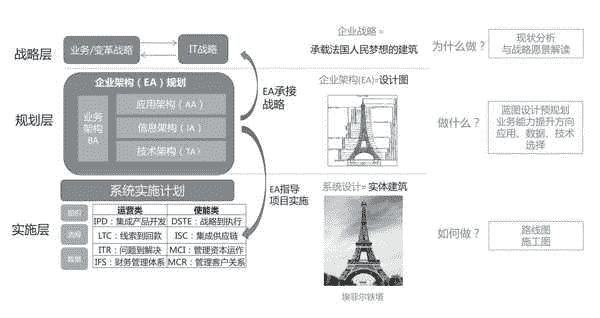 战略层
业务/变革战略
IT战略
企业战略 =
承载法国人民梦想的建筑
为什么做？
现状分析
与战略愿景解读
规划层
企业架构（EA）规划
业务
架构
BA
应用架构（AA）
信息架构（IA）
技术架构（TA）
EA承接
战略
企业架构(EA)=设计图
做什么？
蓝图设计预规划
业务能力提升方向
应用、数据、技术
选择
EA指导
项目实施
实施层
系统实施计划
组织
流程
数据
运营类
使能类
IPD：集成产品开发
DSTE：战略到执行
LTC：线索到回款
ISC：集成供应链
ITR：问题到解决
MCI：管理资本运作
IFS：财务管理体系
MCR：管理客户关系
系统设计= 实体建筑
埃菲尔铁塔
如何做？
路线图
施工图